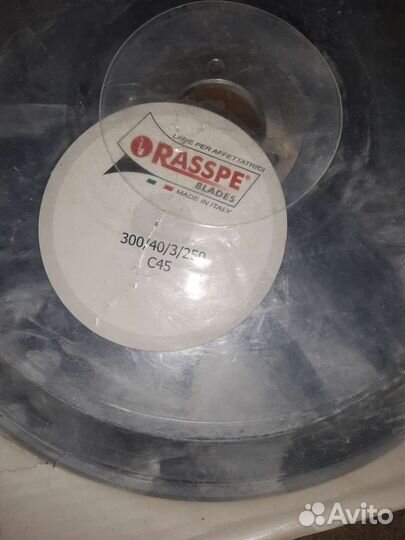 LAME PER AFFETTATRICI
RASSPE®
BLADES
MADE IN ITALY
300/40/3/250
C45
Avito